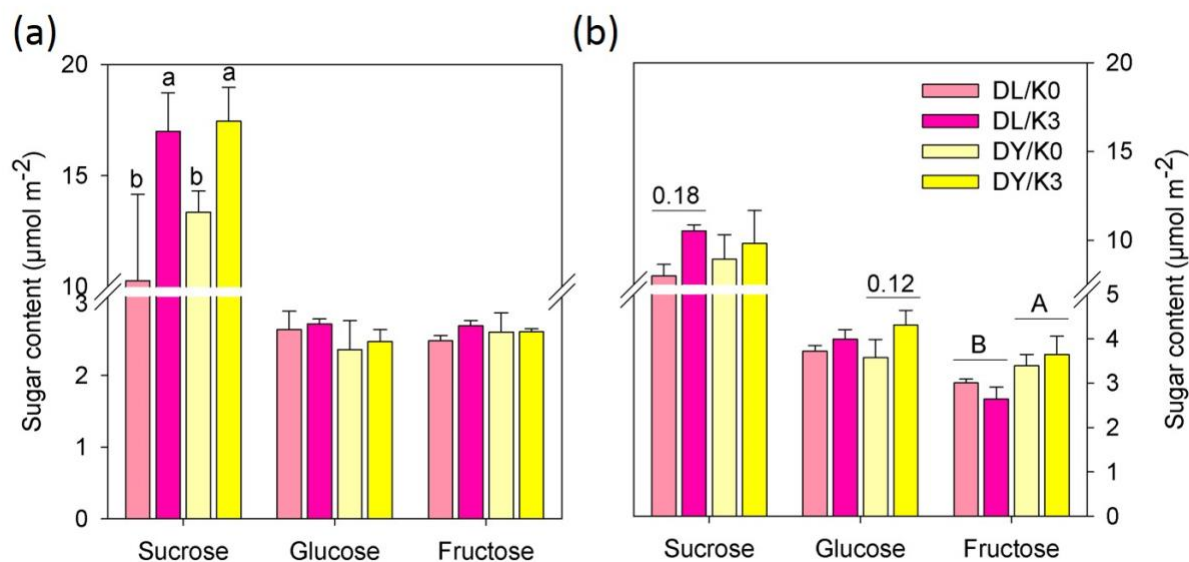 (a)
Sugar content (µmol m⁻²)
20
15
10
3
2
1
0
b
a
b
a
Sucrose
Glucose
Fructose
(b)
DL/K0
DL/K3
DY/K0
DY/K3
0.18
0.12
B
A
20
15
10
5
4
3
2
1
0
Sugar content (µmol m⁻²)
Sucrose
Glucose
Fructose